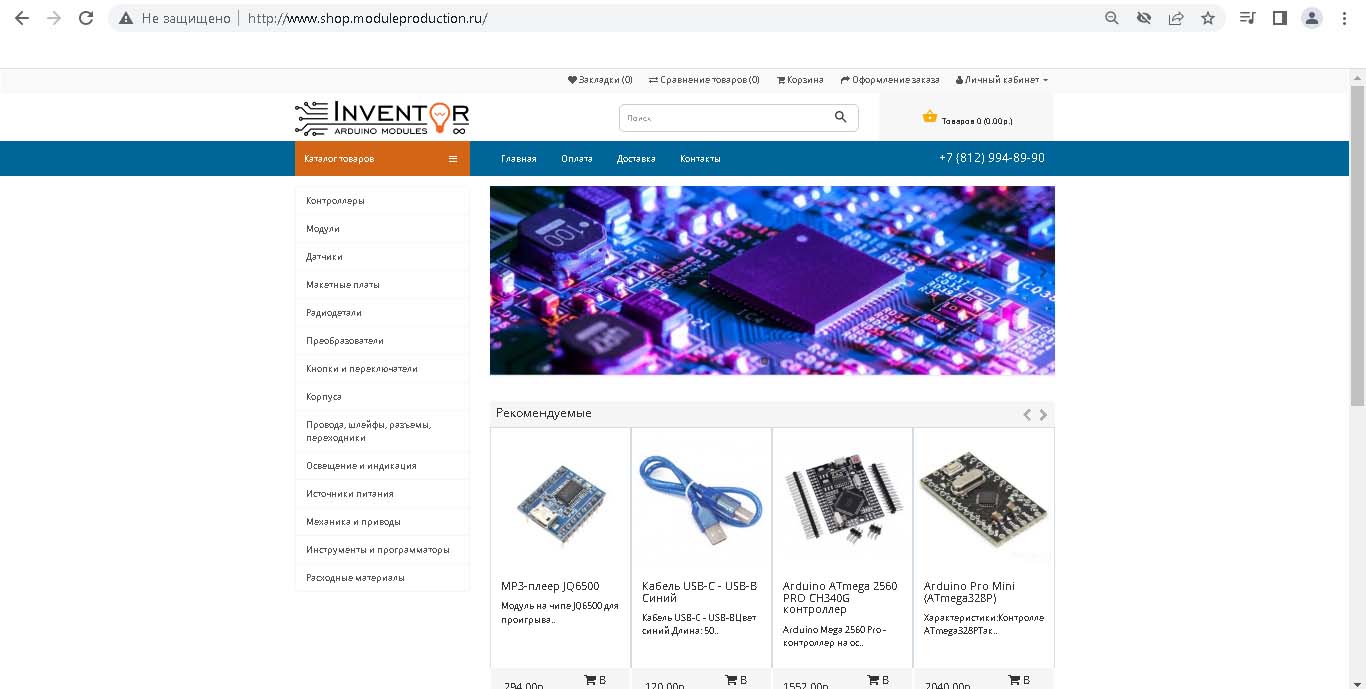 Не защищено http://www.shop.moduleproduction.ru/
Закладки (0) Сравнение товаров (0) Корзина Оформление заказа Личный кабинет
INVENTOR
ARDUINO MODULES
Поиск
Товаров 0 (0.00р.)
Каталог товаров
Главная Оплата Доставка Контакты
+7 (812) 994-89-90
Контроллеры
Модули
Датчики
Макетные платы
Радиодетали
Преобразователи
Кнопки и переключатели
Корпуса
Провода, шлейфы, разъемы,
переходники
Освещение и индикация
Источники питания
Механика и приводы
Инструменты и программаторы
Расходные материалы
100
Рекомендуемые
MP3-плеер JQ6500
Модуль на чипе JQ6500 для
проигрыва..
294.00р.
В
Кабель USB-C - USB-B
Синий
Кабель USB-C - USB-BЦвет
синий.Длина: 50..
120.00р.
В
Arduino ATmega 2560
PRO CH340G
контроллер
Arduino Mega 2560 Pro -
контроллер на ос..
1552.00р.
В
Arduino Pro Mini
(ATmega328P)
Характеристики:Контролле
ATmega328PТак..
2040.00р.
В